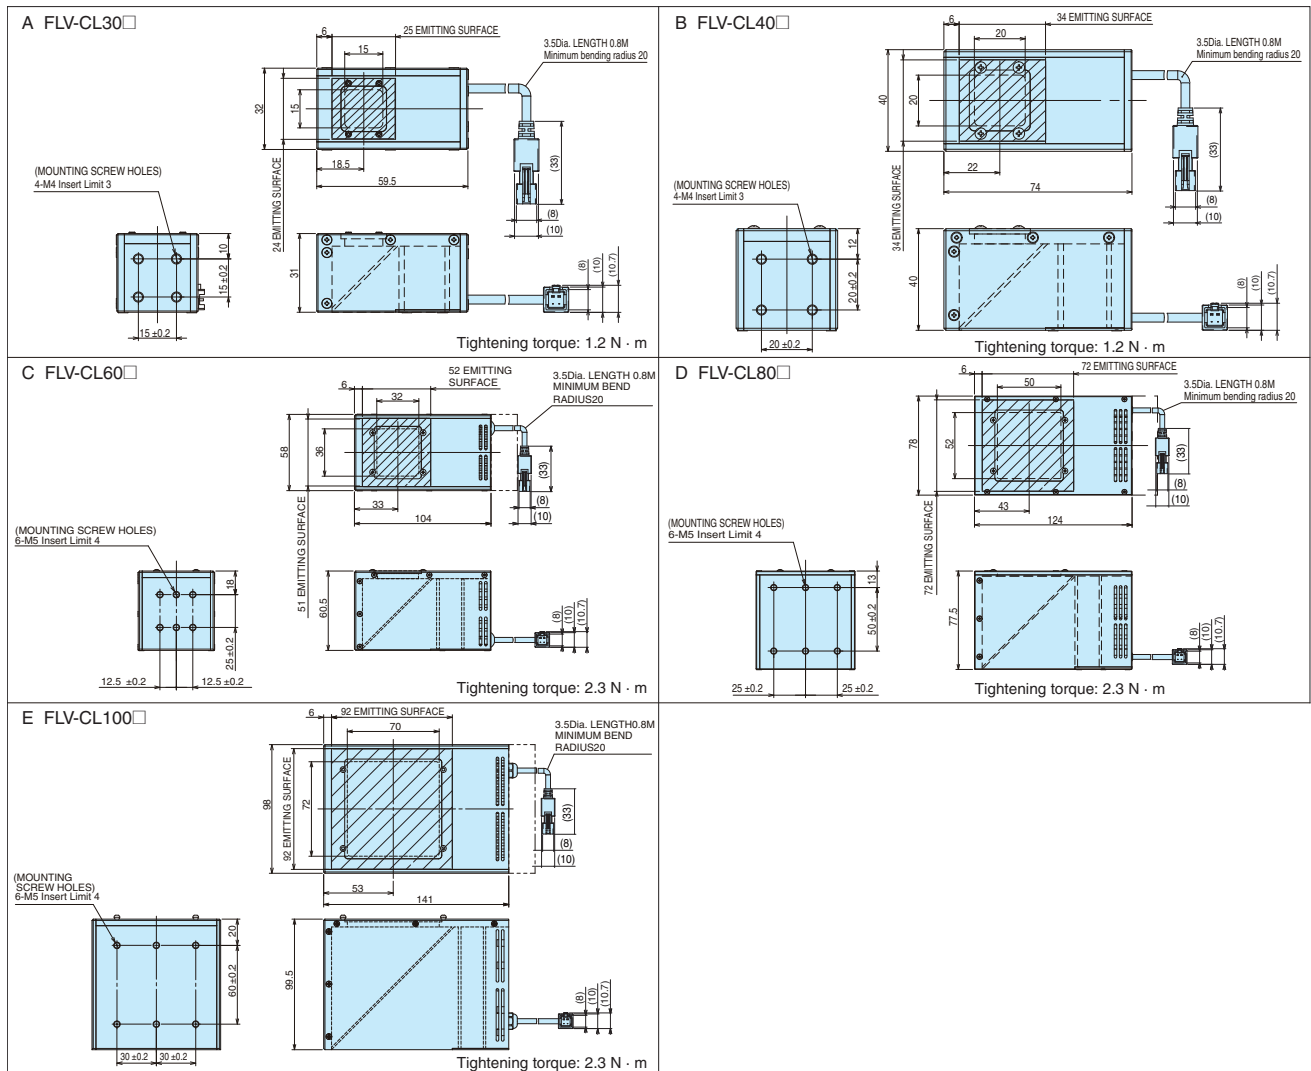 A FLV-CL30□
6
25 EMITTING SURFACE
15
3.5Dia. LENGTH 0.8M
Minimum bending radius 20
32
15
24 EMITTING SURFACE
18.5
59.5
(33)
(8)
(10)
(MOUNTING SCREW HOLES)
4-M4 Insert Limit 3
10
15±0.2
15±0.2
31
(8)
(10)
(10.7)
Tightening torque: 1.2 N · m
B FLV-CL40□
6
34 EMITTING SURFACE
20
3.5Dia. LENGTH 0.8M
Minimum bending radius 20
40
20
34 EMITTING SURFACE
22
74
(33)
(8)
(10)
(MOUNTING SCREW HOLES)
4-M4 Insert Limit 3
12
20±0.2
20±0.2
40
(8)
(10)
(10.7)
Tightening torque: 1.2 N · m
C FLV-CL60□
6
52 EMITTING
SURFACE
32
3.5Dia. LENGTH 0.8M
MINIMUM BEND
RADIUS20
58
36
51 EMITTING SURFACE
33
104
(33)
(8)
(10)
(MOUNTING SCREW HOLES)
6-M5 Insert Limit 4
18
25±0.2
12.5 ±0.2
12.5 ±0.2
60.5
(8)
(10)
(10.7)
Tightening torque: 2.3 N · m
D FLV-CL80□
6
72 EMITTING SURFACE
50
3.5Dia. LENGTH 0.8M
Minimum bending radius 20
78
52
72 EMITTING SURFACE
43
124
(33)
(8)
(10)
(MOUNTING SCREW HOLES)
6-M5 Insert Limit 4
13
50±0.2
25 ±0.2
25 ±0.2
77.5
(8)
(10)
(10.7)
Tightening torque: 2.3 N · m
E FLV-CL100□
6
92 EMITTING SURFACE
70
3.5Dia. LENGTH0.8M
MINIMUM BEND
RADIUS20
98
92 EMITTING SURFACE
72
53
141
(33)
(8)
(10)
(MOUNTING
SCREW HOLES)
6-M5 Insert Limit 4
20
60±0.2
30 ±0.2
30 ±0.2
99.5
(8)
(10)
(10.7)
Tightening torque: 2.3 N · m